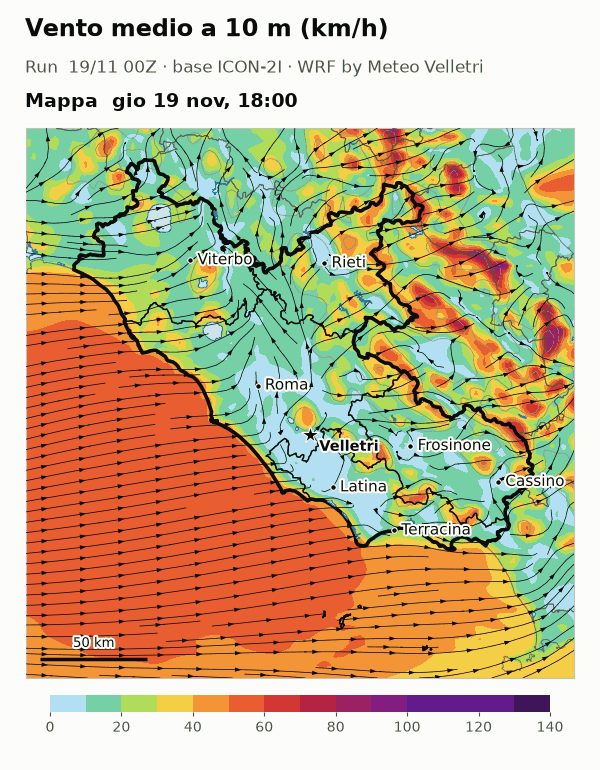 Vento medio a 10 m (km/h)
Run  19/11 00Z · base ICON-2I · WRF by Meteo Velletri
Mappa  gio 19 nov, 18:00
Viterbo
Rieti
Roma
Velletri
Frosinone
Cassino
Latina
Terracina
50 km
0 20 40 60 80 100 120 140